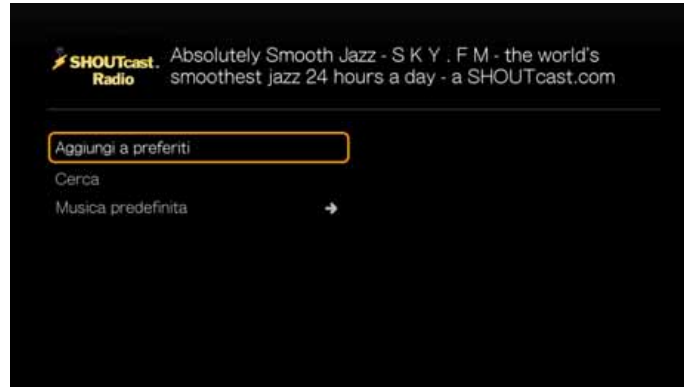 SHOUTcast.
Radio
Absolutely Smooth Jazz - S K Y . F M - the world's
smoothest jazz 24 hours a day - a SHOUTcast.com
Aggiungi a preferiti
Cerca
Musica predefinita